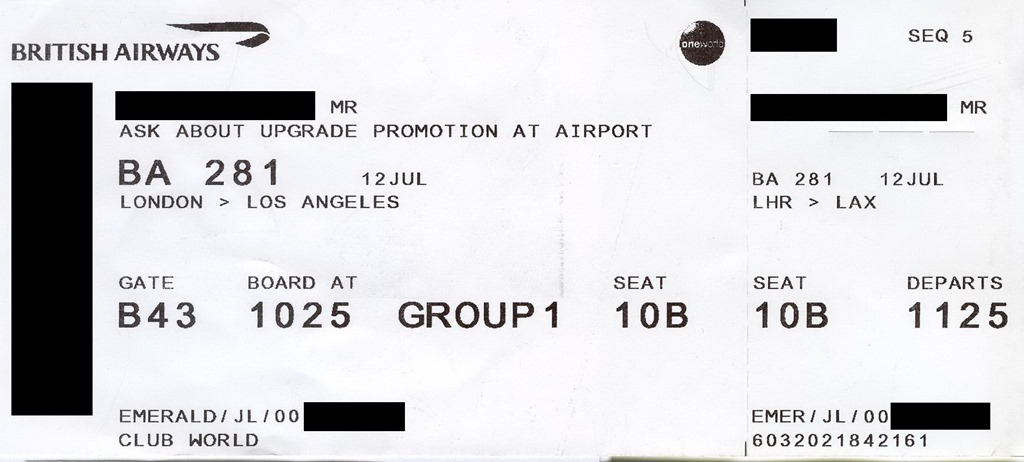 BRITISH AIRWAYS
oneworld
MR
ASK ABOUT UPGRADE PROMOTION AT AIRPORT
BA 281 12JUL
LONDON > LOS ANGELES
GATE BOARD AT SEAT
B43 1025 GROUP1 10B
EMERALD/JL/00
CLUB WORLD
SEQ 5
MR
BA 281 12JUL
LHR > LAX
SEAT DEPARTS
10B 1125
EMER/JL/00
6032021842161